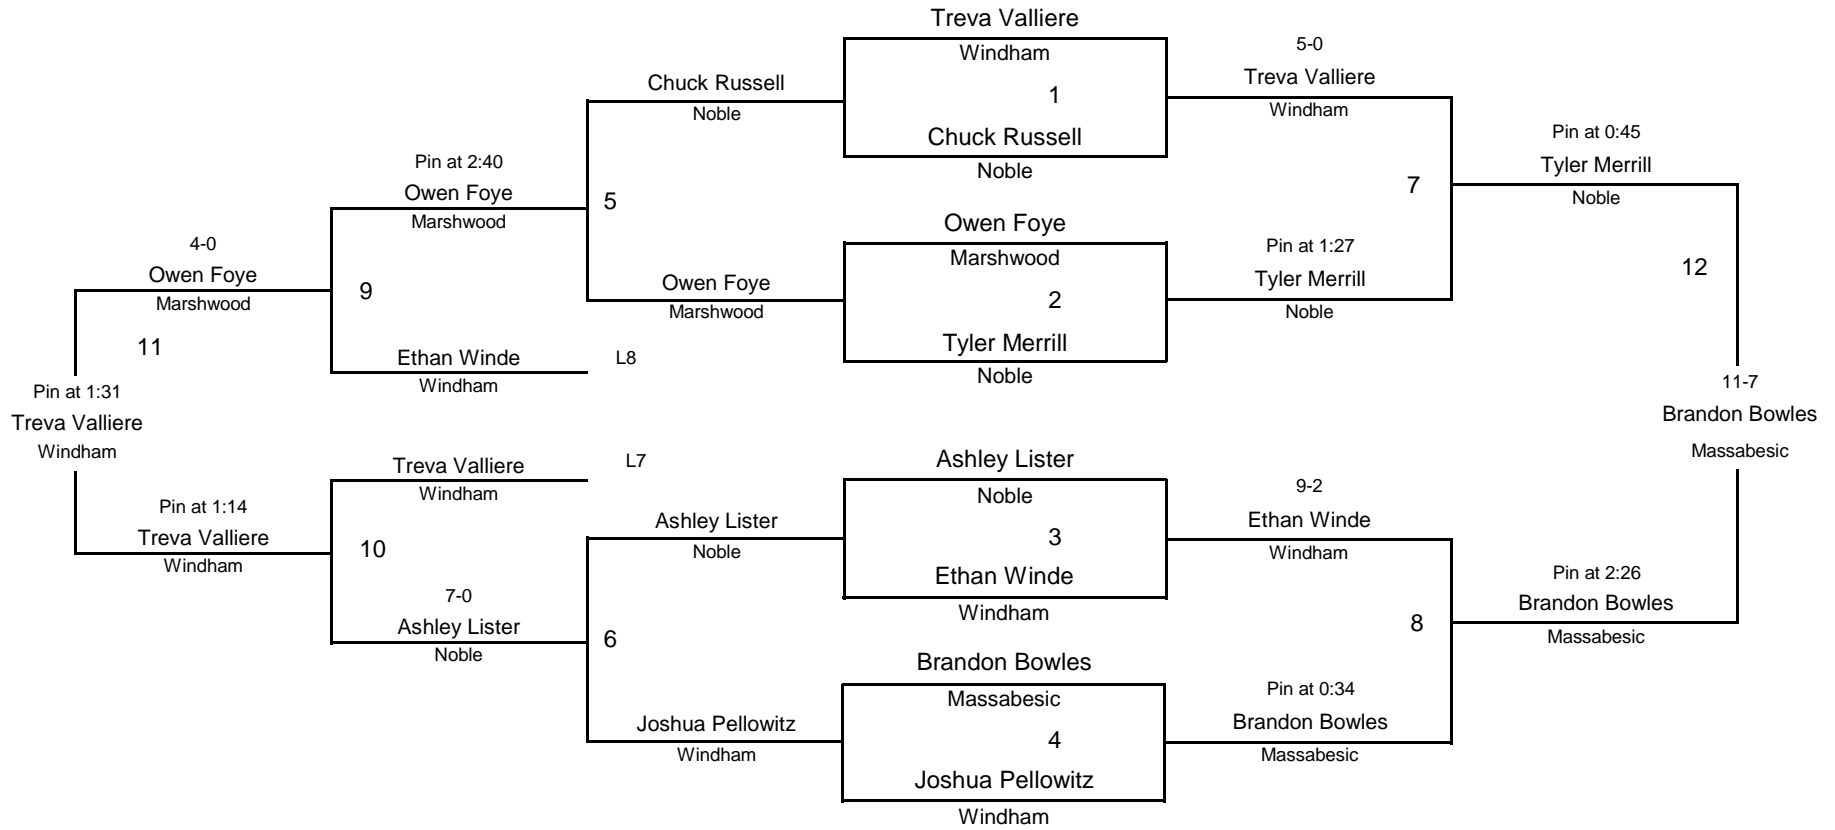 Treva Valliere
Windham
1
Chuck Russell
Noble
Owen Foye
Marshwood
2
Tyler Merrill
Noble
Ashley Lister
Noble
3
Ethan Winde
Windham
Brandon Bowles
Massabesic
4
Joshua Pellowitz
Windham
5-0
Treva Valliere
Windham
7
Pin at 1:27
Tyler Merrill
Noble
9-2
Ethan Winde
Windham
8
Pin at 0:34
Brandon Bowles
Massabesic
Pin at 0:45
Tyler Merrill
Noble
12
Pin at 2:26
Brandon Bowles
Massabesic
11-7
Brandon Bowles
Massabesic
Chuck Russell
Noble
5
Owen Foye
Marshwood
Ashley Lister
Noble
6
Joshua Pellowitz
Windham
Pin at 2:40
Owen Foye
Marshwood
9
Ethan Winde
Windham
L8
Treva Valliere
Windham
L7
10
7-0
Ashley Lister
Noble
4-0
Owen Foye
Marshwood
11
Pin at 1:14
Treva Valliere
Windham
Pin at 1:31
Treva Valliere
Windham